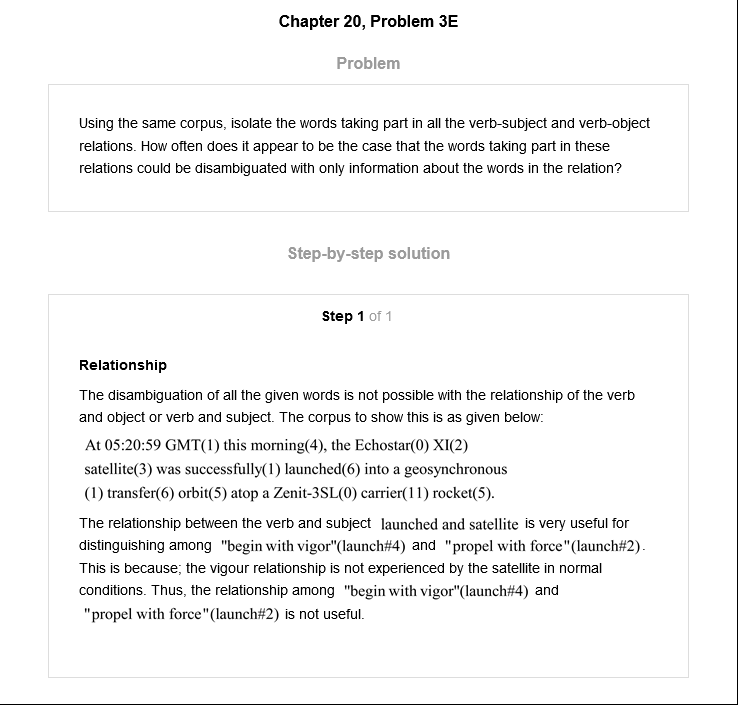 Chapter 20, Problem 3E
Problem
Using the same corpus, isolate the words taking part in all the verb-subject and verb-object
relations. How often does it appear to be the case that the words taking part in these
relations could be disambiguated with only information about the words in the relation?
Step-by-step solution
Step 1 of 1
Relationship
The disambiguation of all the given words is not possible with the relationship of the verb
and object or verb and subject. The corpus to show this is as given below:
At 05:20:59 GMT(1) this morning(4), the Echostar(0) XI(2)
satellite(3) was successfully(1) launched(6) into a geosynchronous
(1) transfer(6) orbit(5) atop a Zenit-3SL(0) carrier(11) rocket(5).
The relationship between the verb and subject launched and satellite is very useful for
distinguishing among "begin with vigor"(launch#4) and "propel with force"(launch#2).
This is because; the vigour relationship is not experienced by the satellite in normal
conditions. Thus, the relationship among "begin with vigor"(launch#4) and
"propel with force"(launch#2) is not useful.